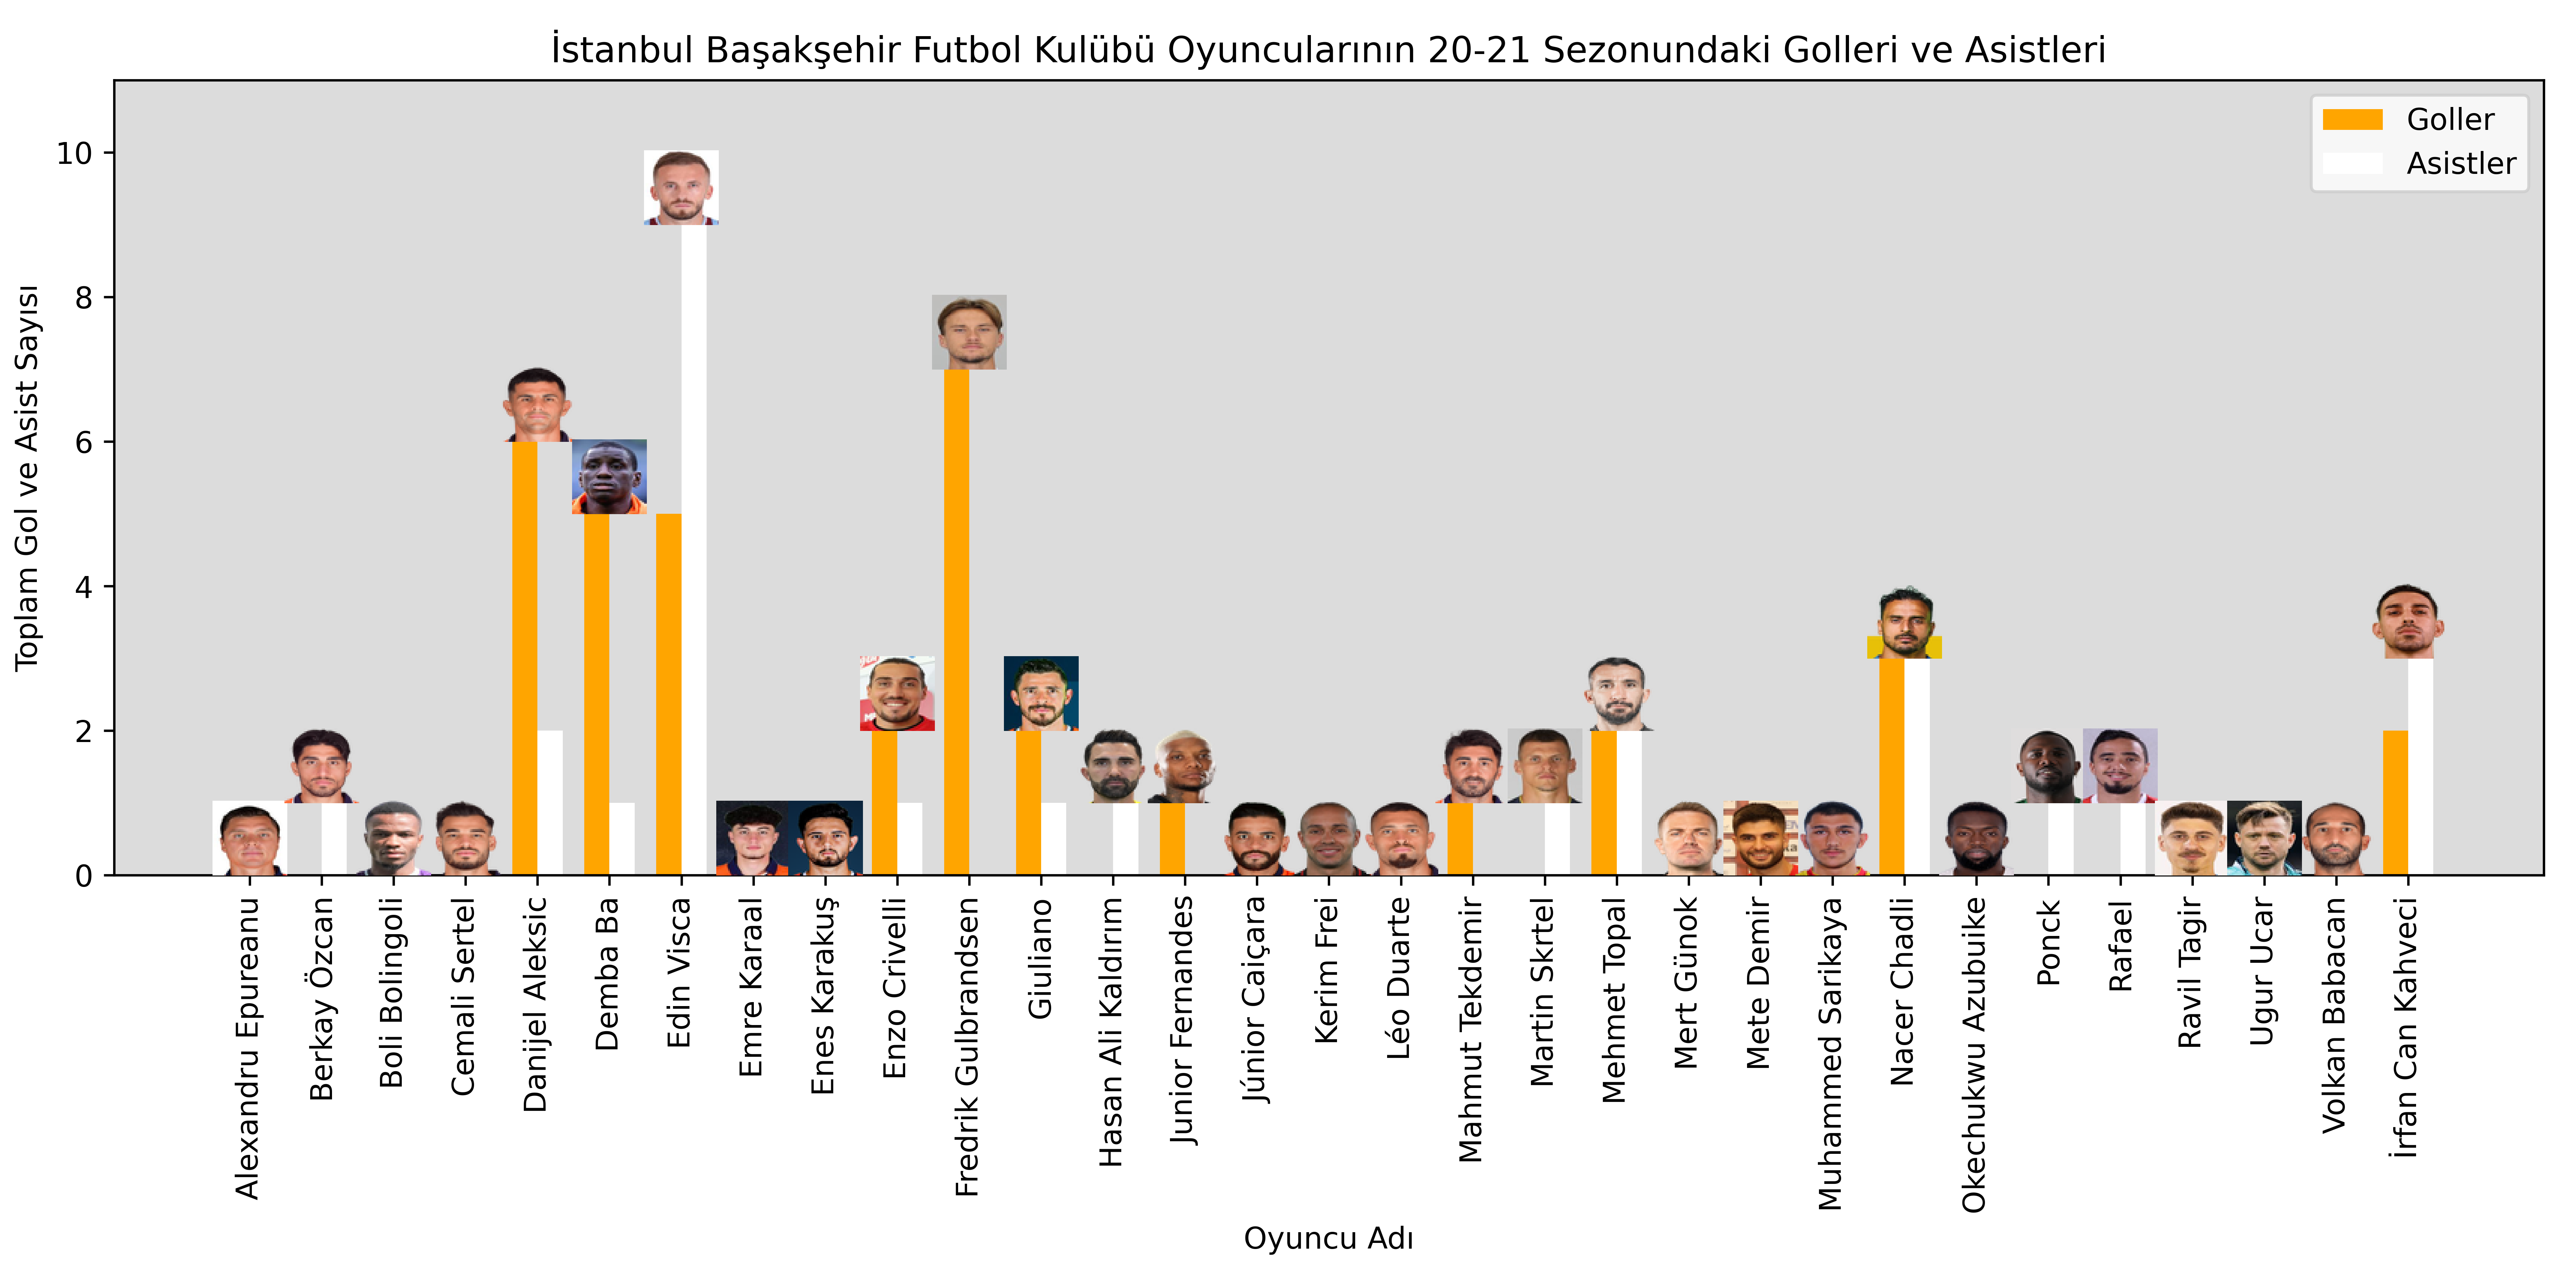 İstanbul Başakşehir Futbol Kulübü Oyuncularının 20-21 Sezonundaki Golleri ve Asistleri
Goller
Asistler
Toplam Gol ve Asist Sayısı
10
8
6
4
2
0
Alexandru Epureanu
Berkay Özcan
Boli Bolingoli
Cemali Sertel
Danijel Aleksic
Demba Ba
Edin Visca
Emre Karaal
Enes Karakuş
Enzo Crivelli
Fredrik Gulbrandsen
Giuliano
Hasan Ali Kaldırım
Junior Fernandes
Júnior Caiçara
Kerim Frei
Léo Duarte
Mahmut Tekdemir
Martin Skrtel
Mehmet Topal
Mert Günok
Mete Demir
Muhammed Sarikaya
Nacer Chadli
Okechukwu Azubuike
Ponck
Rafael
Ravil Tagir
Ugur Ucar
Volkan Babacan
İrfan Can Kahveci
Oyuncu Adı